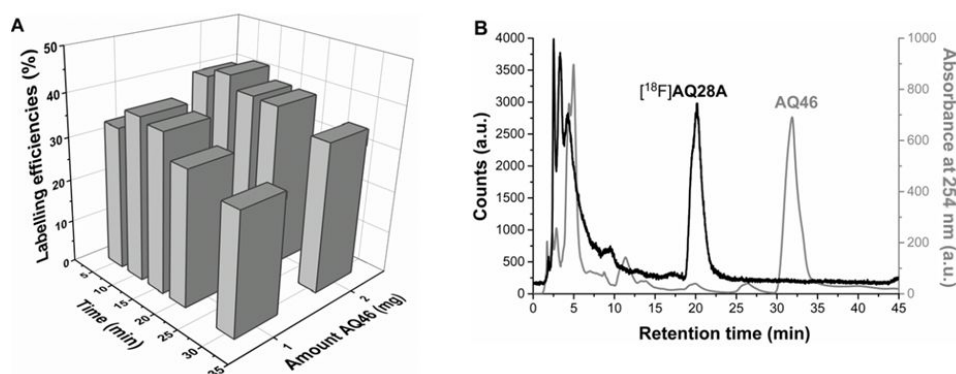 A
Labelling efficiencies (%)
50
40
30
20
10
0
5
10
15
20
25
30
35
Time (min)
1
2
Amount AQ46 (mg)
B
Counts (a.u.)
4000
3500
3000
2500
2000
1500
1000
500
0
[¹⁸F]AQ28A
AQ46
1000
800
600
400
200
0
Absorbance at 254 nm (a.u.)
0 5 10 15 20 25 30 35 40 45
Retention time (min)